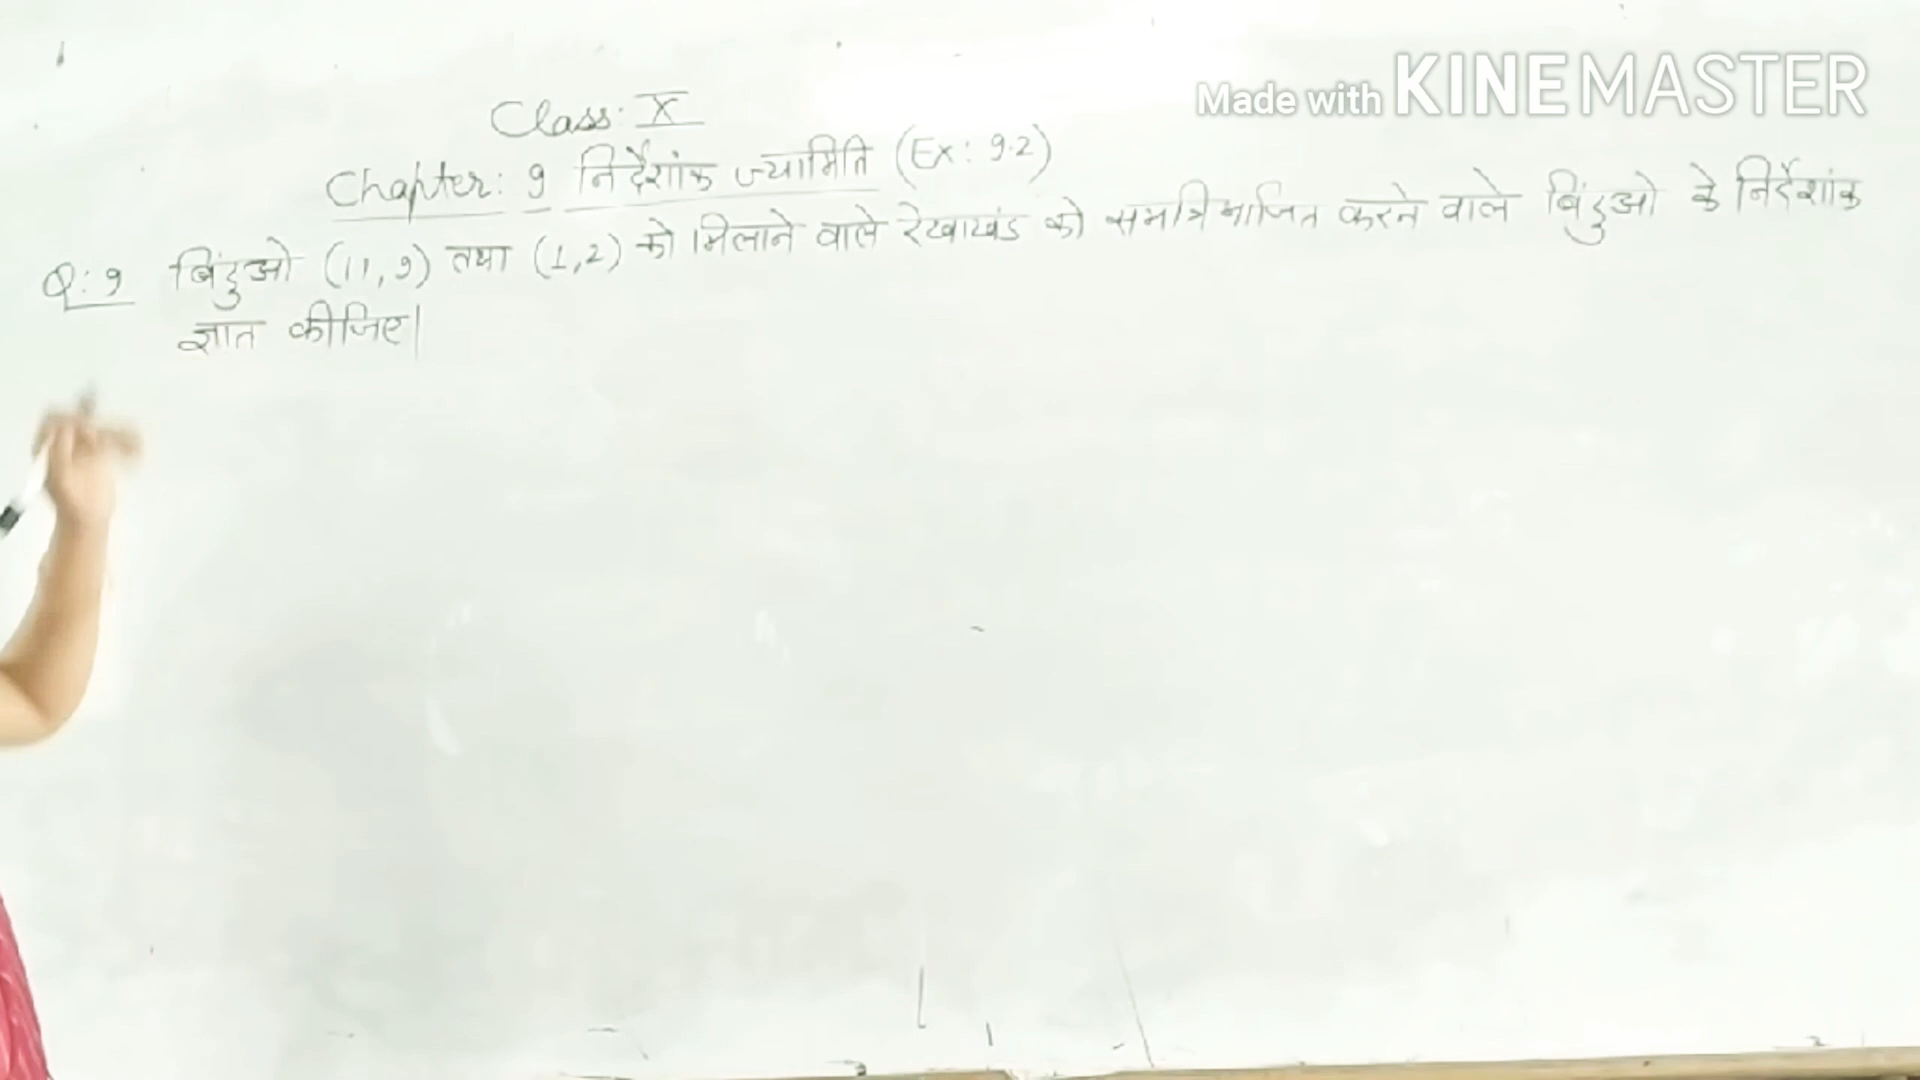 Made with KINEMASTER
Class: X
Chapter: 9 निर्देशांक ज्यामिति (Ex: 9.2)
Q: 9 बिंदुओ (11,9) तथा (1,2) को मिलाने वाले रेखाखंड को समत्रिभाजित करने वाले बिंदुओ के निर्देशांक
ज्ञात कीजिए|